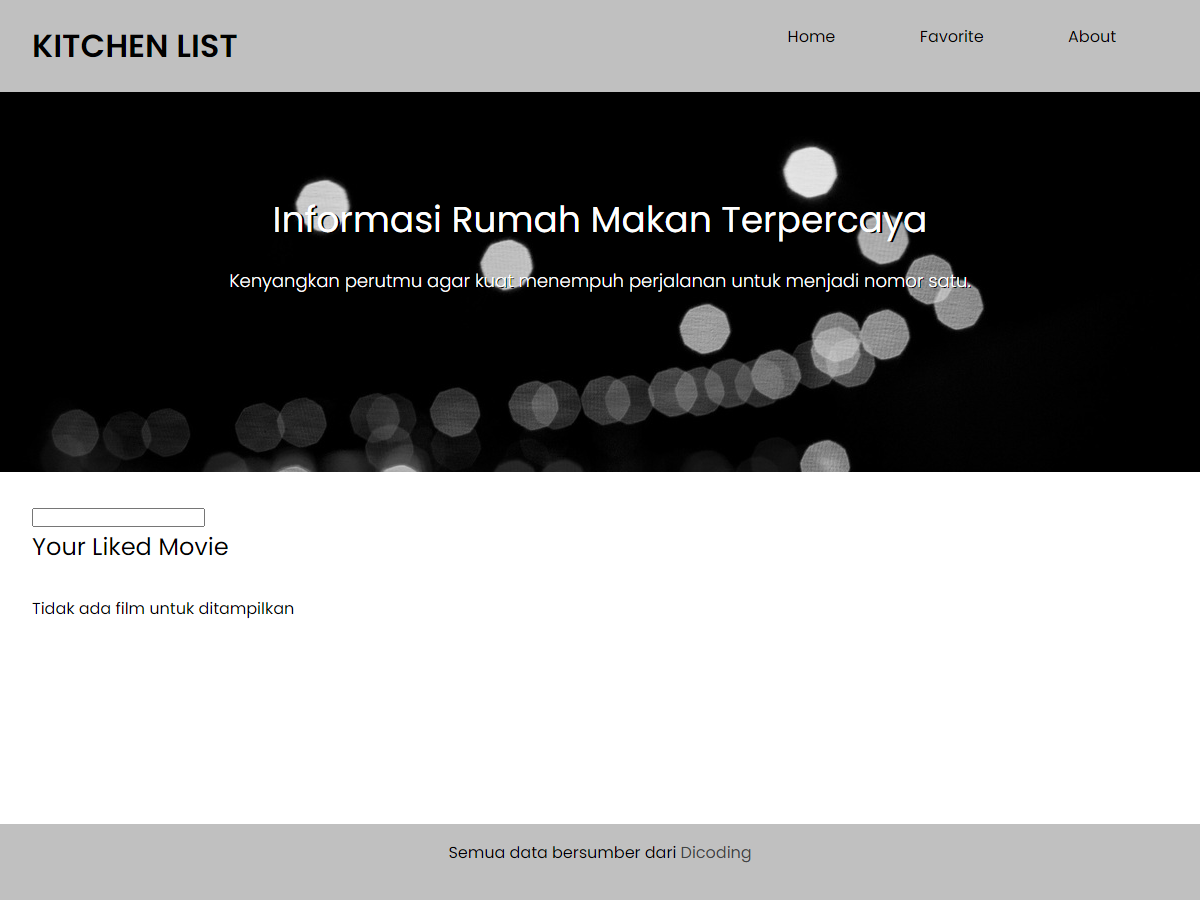 KITCHEN LIST
Home
Favorite
About
Informasi Rumah Makan Terpercaya
Kenyangkan perutmu agar kuat menempuh perjalanan untuk menjadi nomor satu.
Your Liked Movie
Tidak ada film untuk ditampilkan
Semua data bersumber dari Dicoding